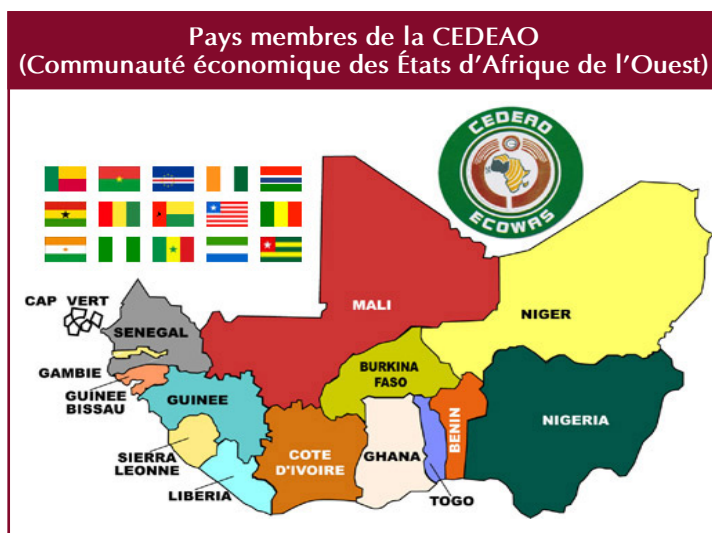 Pays membres de la CEDEAO
(Communauté économique des États d'Afrique de l'Ouest)
CEDEAO
ECOWAS
MALI
NIGER
CAP VERT
SENEGAL
GAMBIE
GUINEE
BISSAU
GUINEE
BURKINA
FASO
BENIN
NIGERIA
SIERRA
LEONNE
COTE
D'IVOIRE
GHANA
LIBERIA
TOGO